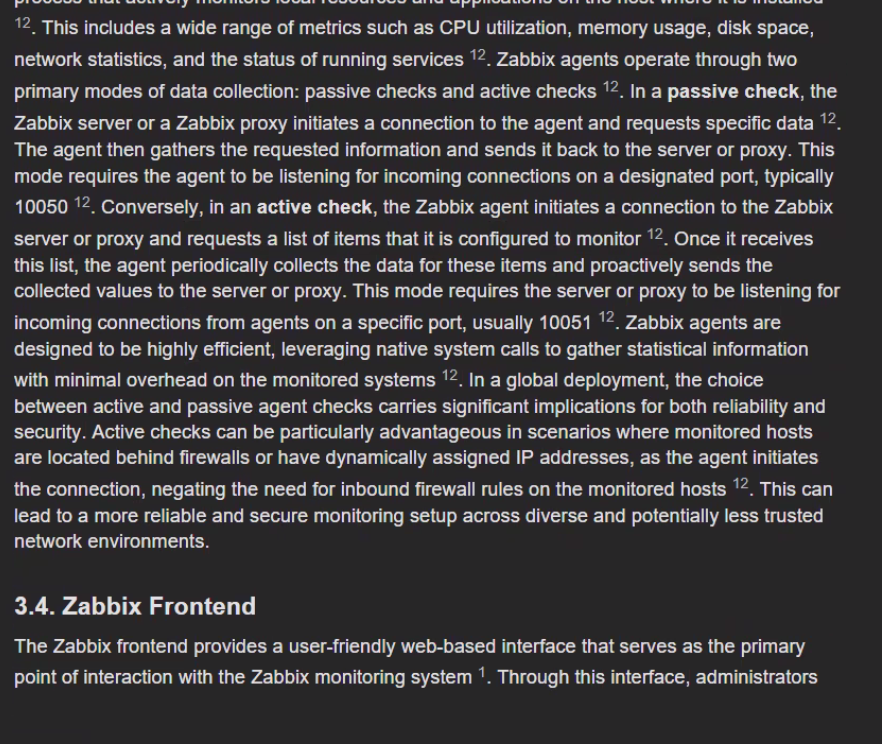 process that actively monitors local resources and applications on the host where it is installed
12. This includes a wide range of metrics such as CPU utilization, memory usage, disk space,
network statistics, and the status of running services 12. Zabbix agents operate through two
primary modes of data collection: passive checks and active checks 12. In a passive check, the
Zabbix server or a Zabbix proxy initiates a connection to the agent and requests specific data 12.
The agent then gathers the requested information and sends it back to the server or proxy. This
mode requires the agent to be listening for incoming connections on a designated port, typically
10050 12. Conversely, in an active check, the Zabbix agent initiates a connection to the Zabbix
server or proxy and requests a list of items that it is configured to monitor 12. Once it receives
this list, the agent periodically collects the data for these items and proactively sends the
collected values to the server or proxy. This mode requires the server or proxy to be listening for
incoming connections from agents on a specific port, usually 10051 12. Zabbix agents are
designed to be highly efficient, leveraging native system calls to gather statistical information
with minimal overhead on the monitored systems 12. In a global deployment, the choice
between active and passive agent checks carries significant implications for both reliability and
security. Active checks can be particularly advantageous in scenarios where monitored hosts
are located behind firewalls or have dynamically assigned IP addresses, as the agent initiates
the connection, negating the need for inbound firewall rules on the monitored hosts 12. This can
lead to a more reliable and secure monitoring setup across diverse and potentially less trusted
network environments.
3.4. Zabbix Frontend
The Zabbix frontend provides a user-friendly web-based interface that serves as the primary
point of interaction with the Zabbix monitoring system 1. Through this interface, administrators